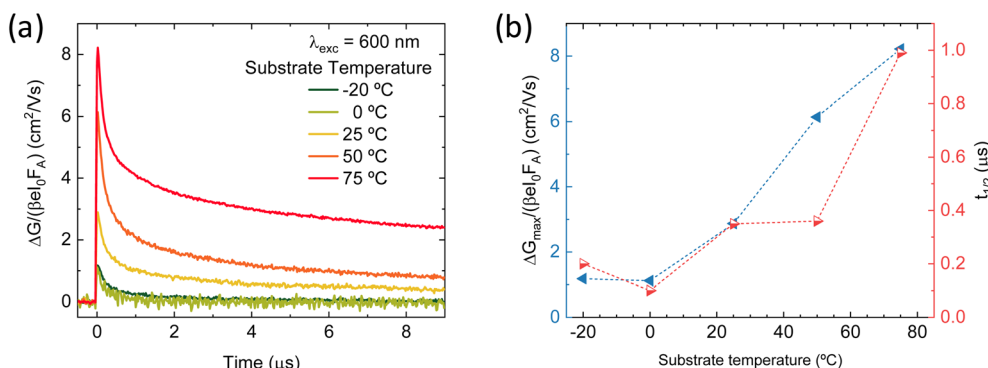 (a)
λexc = 600 nm
Substrate Temperature
-20 ºC
0 ºC
25 ºC
50 ºC
75 ºC
ΔG/(βeI0FA) (cm2/Vs)
8
6
4
2
0
0 2 4 6 8
Time (μs)
(b)
ΔGmax/(βeI0FA) (cm2/Vs)
8
6
4
2
0
-20 0 20 40 60 80
Substrate temperature (ºC)
1.0
0.8
0.6
0.4
0.2
0.0
t1/2 (μs)